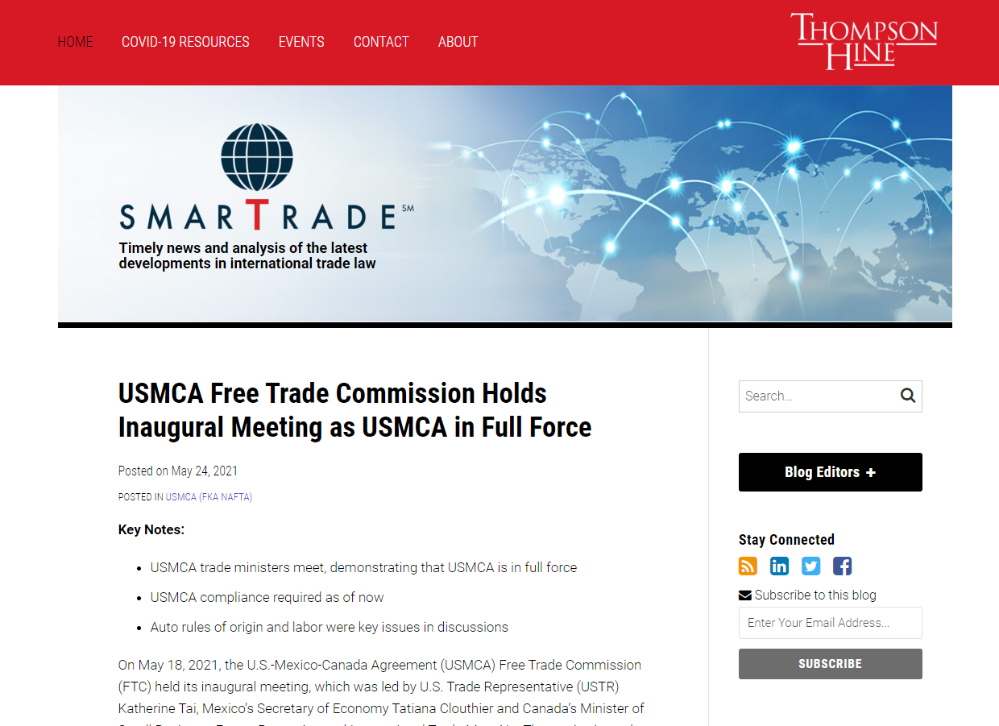 HOME COVID-19 RESOURCES EVENTS CONTACT ABOUT
THOMPSON
HINE
SMARTRADE SM
Timely news and analysis of the latest
developments in international trade law
USMCA Free Trade Commission Holds
Inaugural Meeting as USMCA in Full Force
Posted on May 24, 2021
POSTED IN USMCA (FKA NAFTA)
Key Notes:
• USMCA trade ministers meet, demonstrating that USMCA is in full force
• USMCA compliance required as of now
• Auto rules of origin and labor were key issues in discussions
On May 18, 2021, the U.S.-Mexico-Canada Agreement (USMCA) Free Trade Commission
(FTC) held its inaugural meeting, which was led by U.S. Trade Representative (USTR)
Katherine Tai, Mexico’s Secretary of Economy Tatiana Clouthier and Canada’s Minister of
Search...
Blog Editors +
Stay Connected
Subscribe to this blog
Enter Your Email Address...
SUBSCRIBE